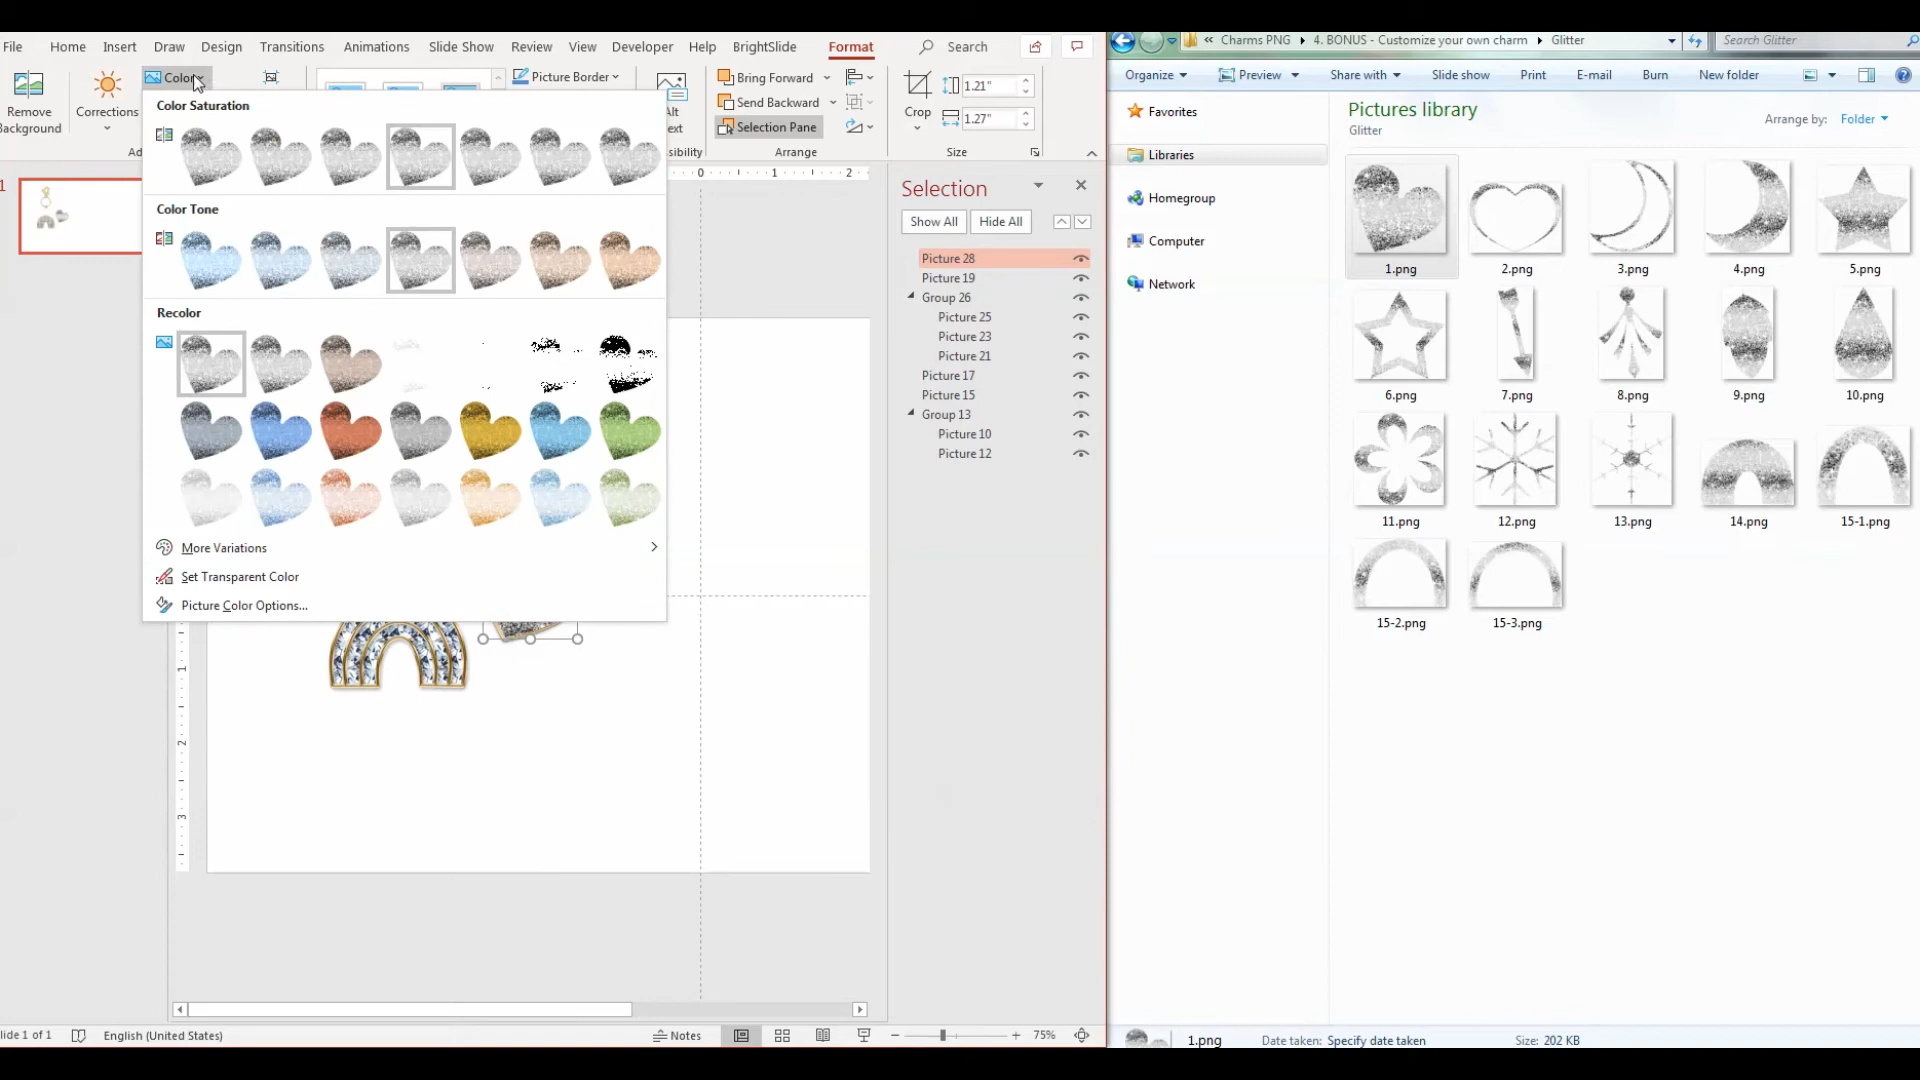 File Home Insert Draw Design Transitions Animations Slide Show Review View Developer Help BrightSlide Format Search
Remove
Background
Corrections
Color
Picture Border
Bring Forward
Send Backward
Selection Pane
Arrange
Crop
1.21"
1.27"
Size
Color Saturation
Color Tone
Recolor
More Variations
Set Transparent Color
Picture Color Options...
1
0 1 2
1
2
3
Selection
Show All Hide All
Picture 28
Picture 19
Group 26
Picture 25
Picture 23
Picture 21
Picture 17
Picture 15
Group 13
Picture 10
Picture 12
English (United States)
Notes
75%
« Charms PNG 4. BONUS - Customize your own charm Glitter
Search Glitter
Organize Preview Share with Slide show Print E-mail Burn New folder
Favorites
Libraries
Homegroup
Computer
Network
Pictures library
Glitter
Arrange by: Folder
1.png 2.png 3.png 4.png 5.png
6.png 7.png 8.png 9.png 10.png
11.png 12.png 13.png 14.png 15-1.png
15-2.png 15-3.png
1.png Date taken: Specify date taken Size: 202 KB